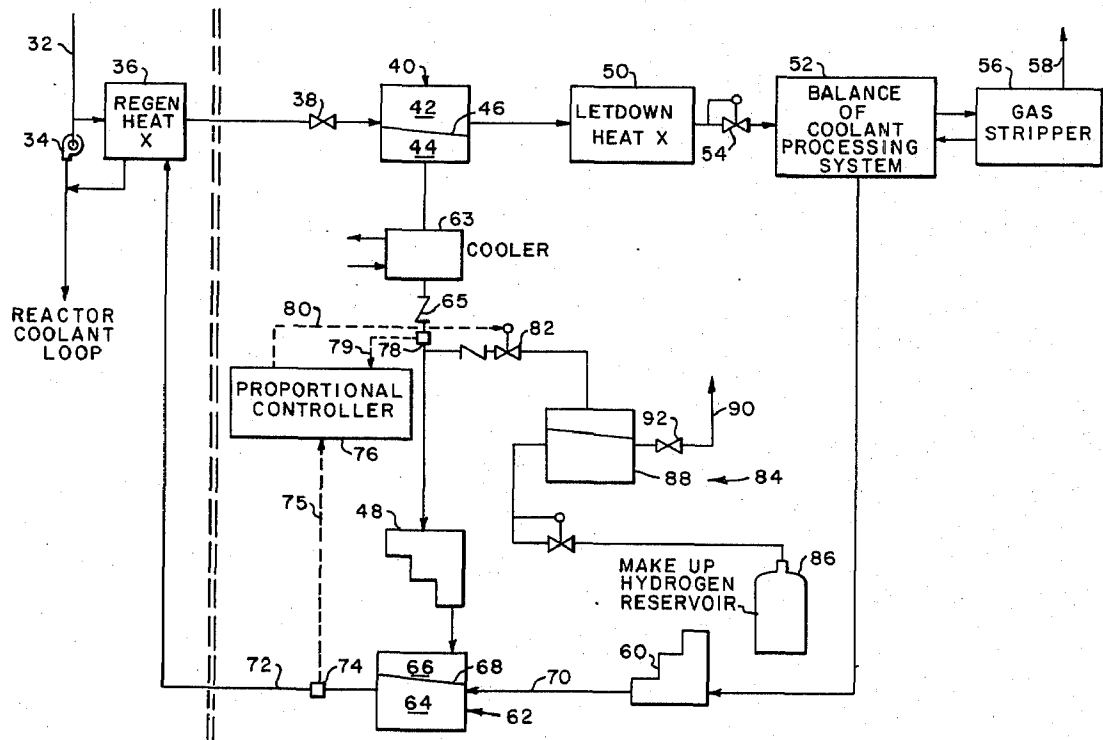 32
36
REGEN
HEAT
X
34
38
40
42
46
44
50
LETDOWN
HEAT X
54
52
BALANCE
OF
COOLANT
PROCESSING
SYSTEM
56
58
GAS
STRIPPER
63
COOLER
65
REACTOR
COOLANT
LOOP
80
79
78
82
PROPORTIONAL
CONTROLLER
76
75
92
90
88
84
48
MAKE UP
HYDROGEN
RESERVOIR
86
72
74
66
68
64
62
70
60